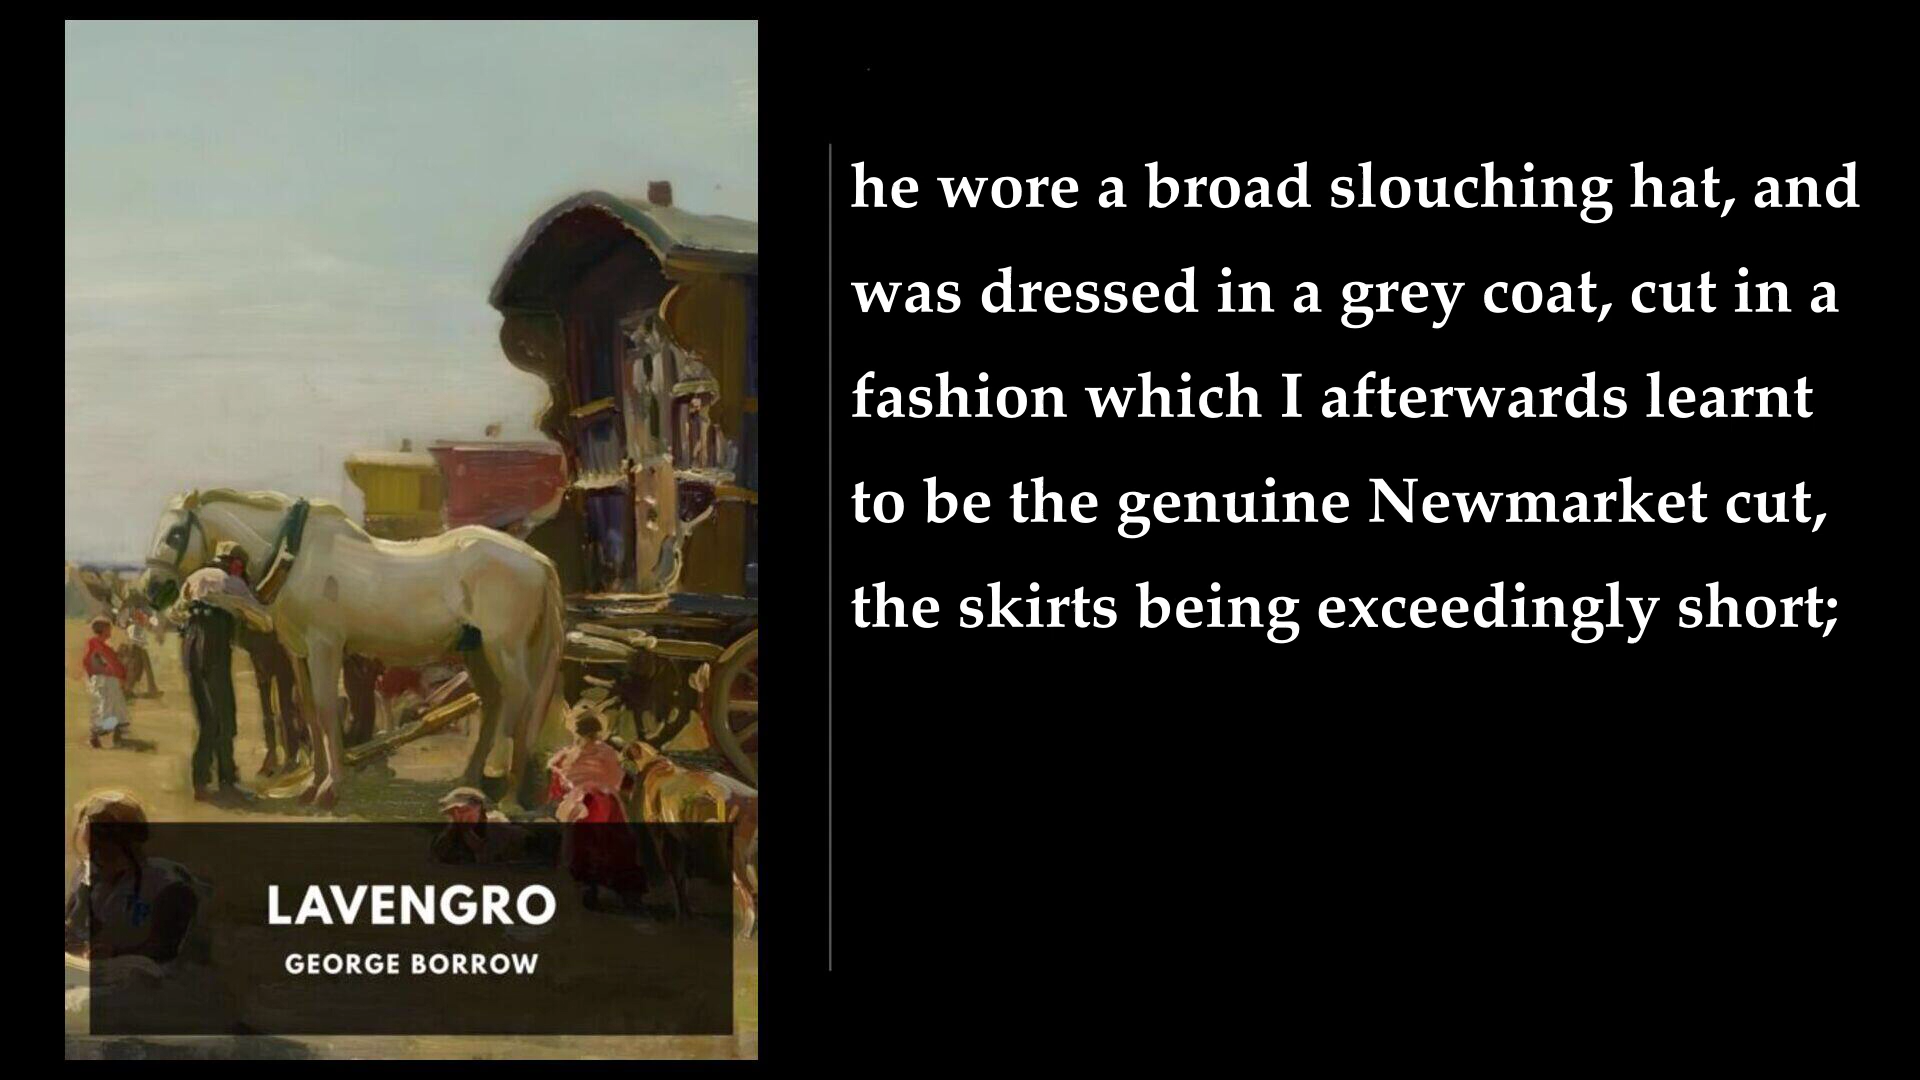 he wore a broad slouching hat, and
was dressed in a grey coat, cut in a
fashion which I afterwards learnt
to be the genuine Newmarket cut,
the skirts being exceedingly short;
LAVENGRO
GEORGE BORROW